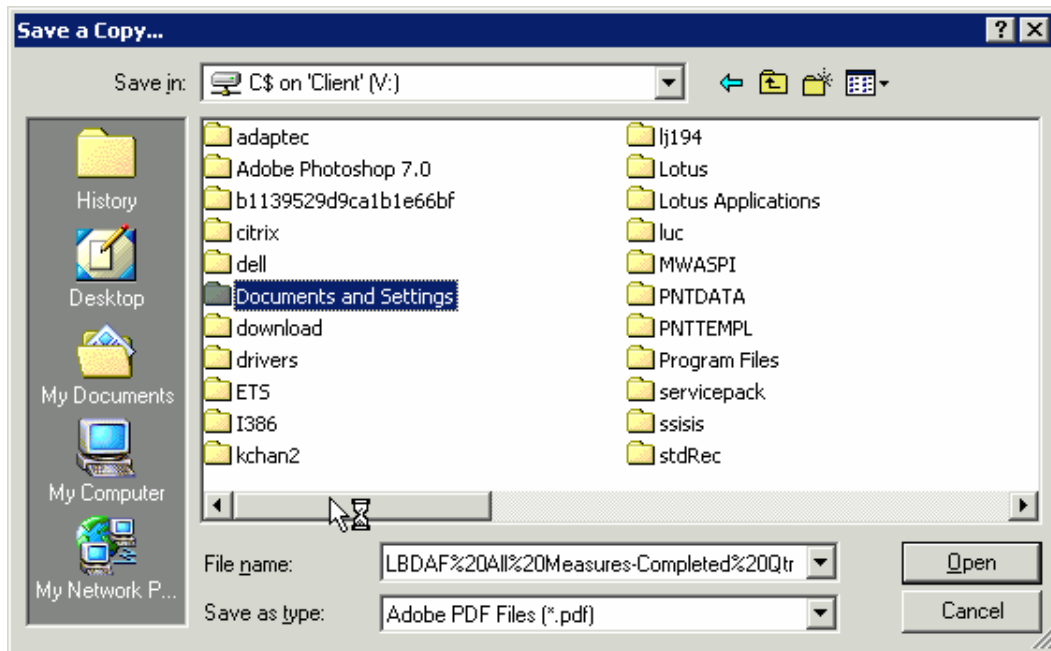 Save a Copy...
Save in: C$ on 'Client' (V:)
History
Desktop
My Documents
My Computer
My Network P...
adaptec
Adobe Photoshop 7.0
b1139529d9ca1b1e66bf
citrix
dell
Documents and Settings
download
drivers
ETS
I386
kchan2
lj194
Lotus
Lotus Applications
luc
MWASPI
PNTDATA
PNTTEMPL
Program Files
servicepack
ssisis
stdRec
File name: LBDAF%20All%20Measures-Completed%20Qtr
Open
Save as type: Adobe PDF Files (*.pdf)
Cancel